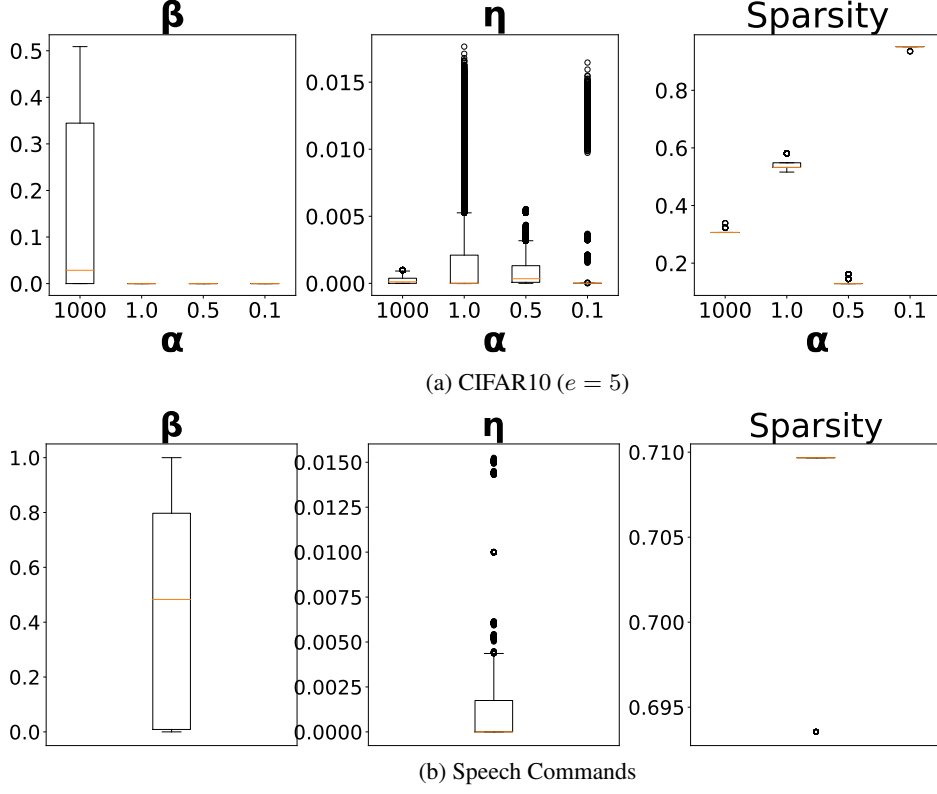 β
η
Sparsity
0.5
0.4
0.3
0.2
0.1
0.0
1000 1.0 0.5 0.1
α
0.015
0.010
0.005
0.000
1000 1.0 0.5 0.1
α
0.8
0.6
0.4
0.2
1000 1.0 0.5 0.1
α
(a) CIFAR10 (e = 5)
β
η
Sparsity
1.0
0.8
0.6
0.4
0.2
0.0
0.0150
0.0125
0.0100
0.0075
0.0050
0.0025
0.0000
0.710
0.705
0.700
0.695
(b) Speech Commands